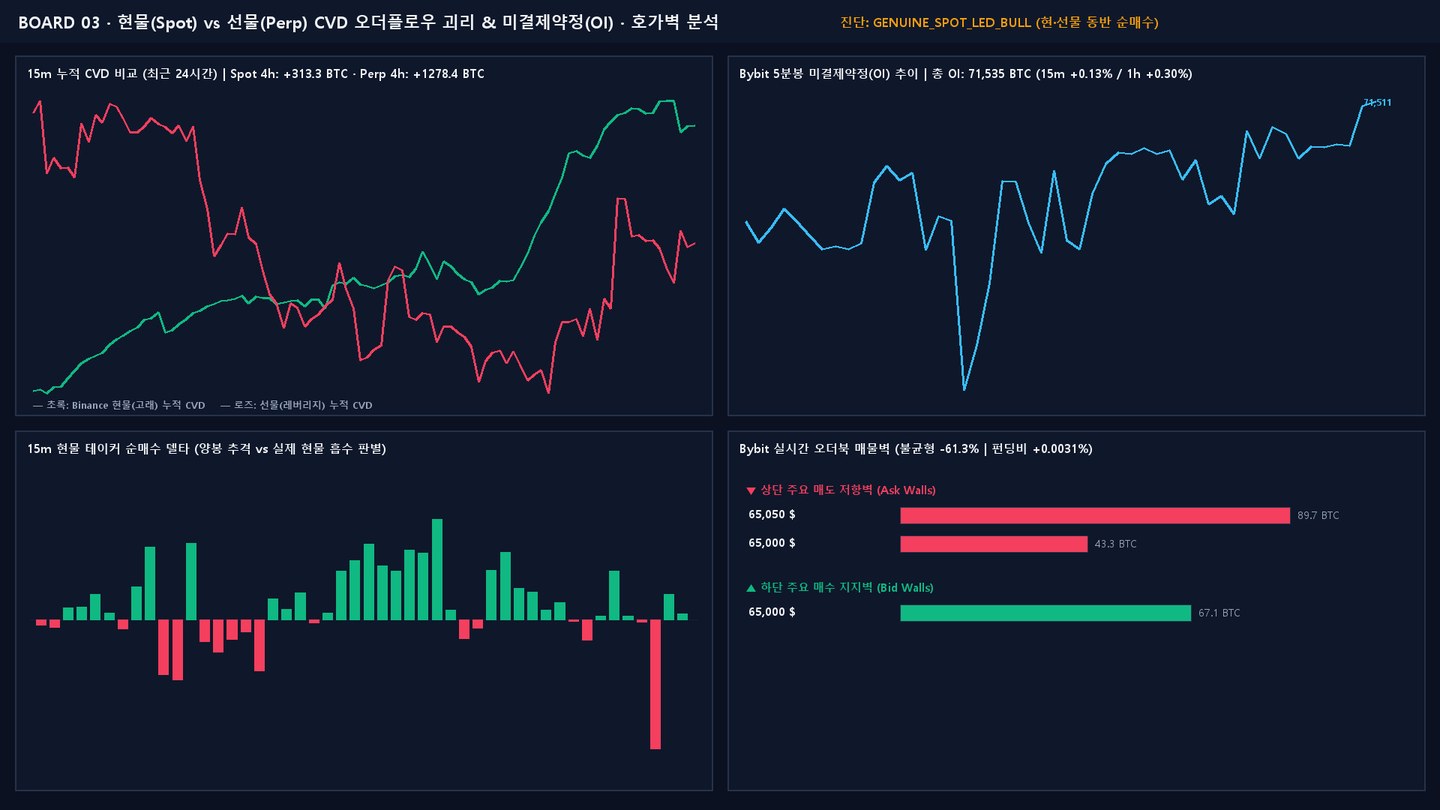 BOARD 03 · 현물(Spot) vs 선물(Perp) CVD 오더플로우 괴리 & 미결제약정(OI) · 호가벽 분석
진단: GENUINE_SPOT_LED_BULL (현·선물 동반 순매수)
15m 누적 CVD 비교 (최근 24시간) | Spot 4h: +313.3 BTC · Perp 4h: +1278.4 BTC
— 초록: Binance 현물(고래) 누적 CVD
— 로즈: 선물(레버리지) 누적 CVD
Bybit 5분봉 미결제약정(OI) 추이 | 총 OI: 71,535 BTC (15m +0.13% / 1h +0.30%)
71,511
15m 현물 테이커 순매수 델타 (양봉 추격 vs 실제 현물 흡수 판별)
Bybit 실시간 오더북 매물벽 (불균형 -61.3% | 펀딩비 +0.0031%)
▼ 상단 주요 매도 저항벽 (Ask Walls)
65,050 $ 89.7 BTC
65,000 $ 43.3 BTC
▲ 하단 주요 매수 지지벽 (Bid Walls)
65,000 $ 67.1 BTC